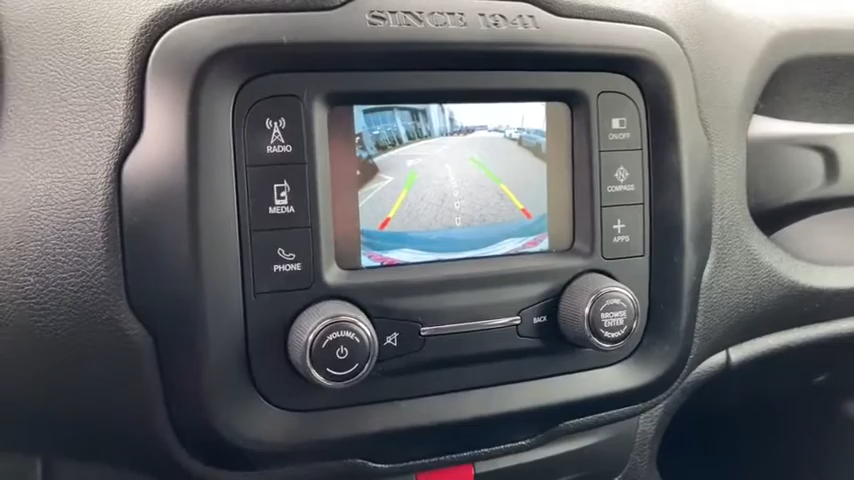 SINCE 1941
RADIO
MEDIA
PHONE
ON/OFF
COMPASS
APPS
VOLUME
BACK
TUNE
BROWSE
ENTER
SCROLL